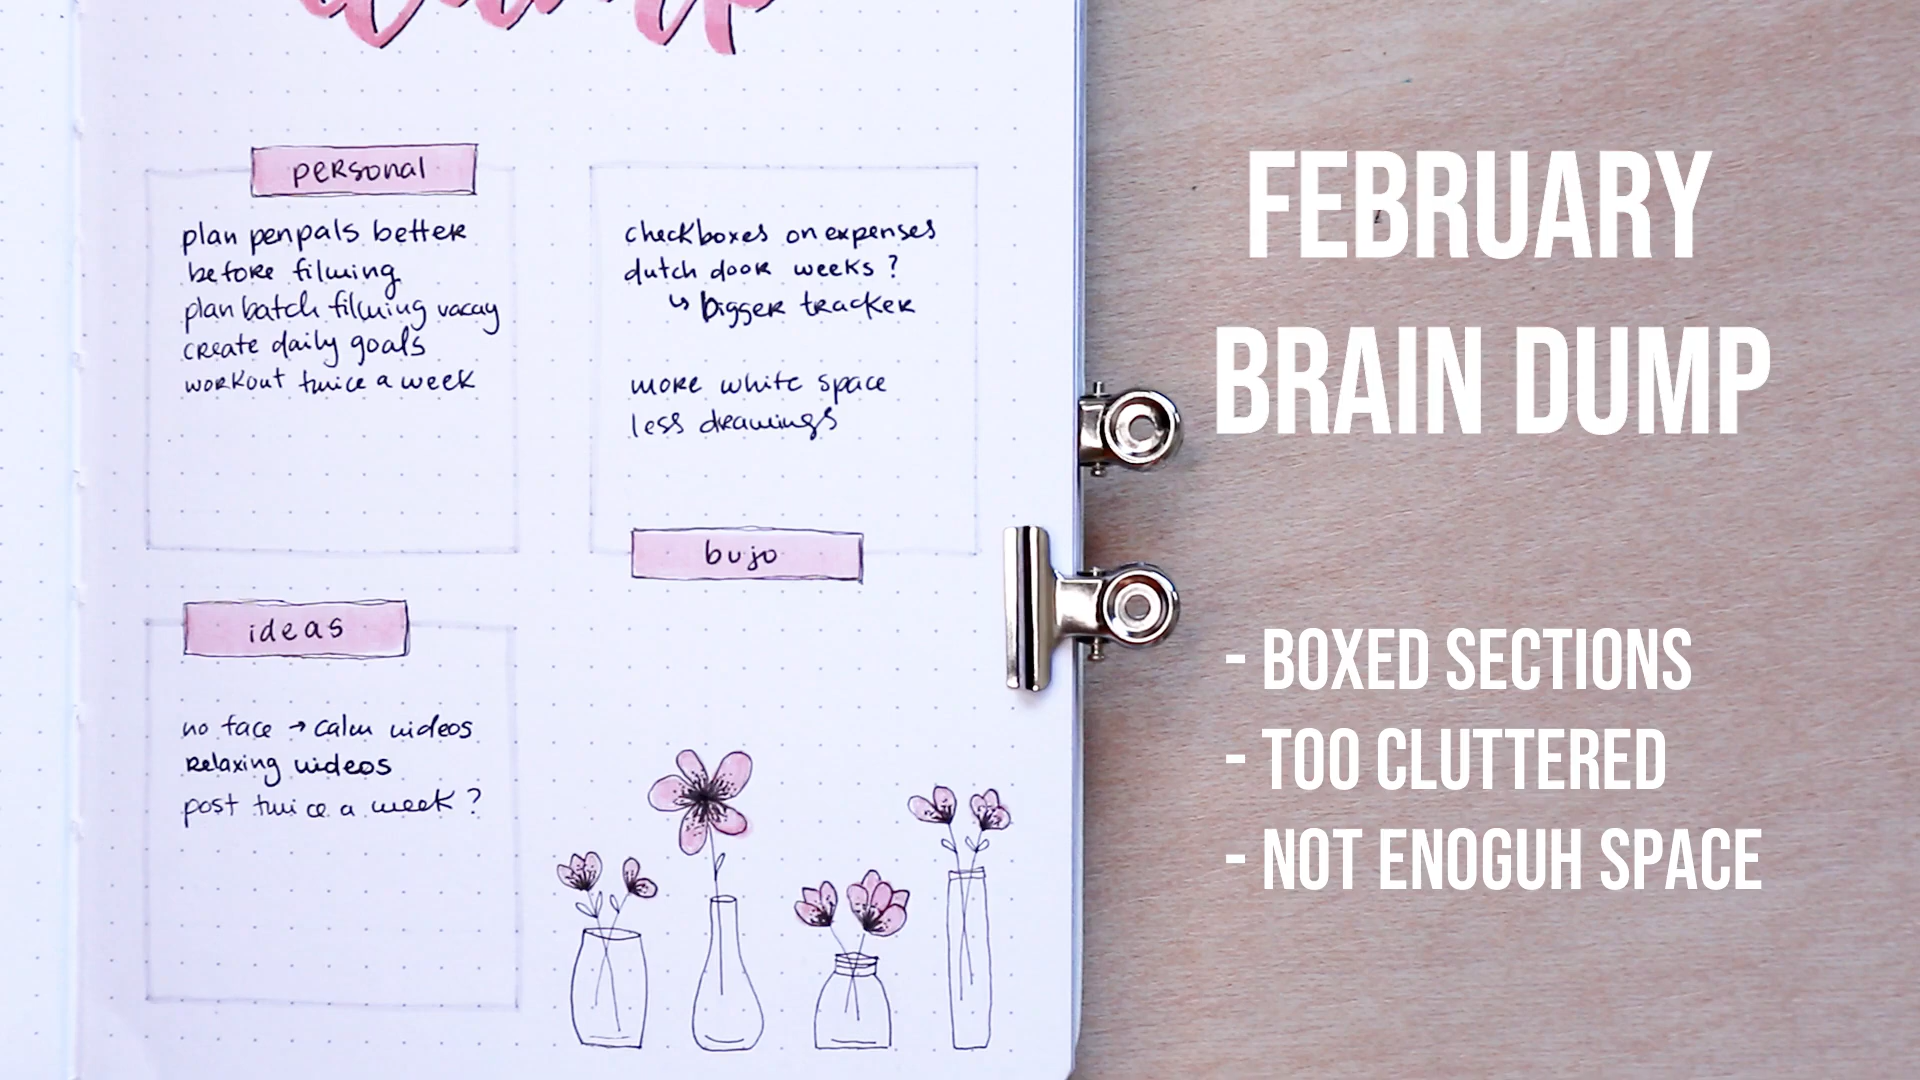 personal
plan penpals better
before filming
plan batch filming vacay
create daily goals
workout twice a week
checkboxes on expenses
dutch door weeks ?
↳ bigger tracker
more white space
less drawings
bujo
ideas
no face → calm videos
relaxing videos
post twice a week ?
FEBRUARY
BRAIN DUMP
- BOXED SECTIONS
- TOO CLUTTERED
- NOT ENOGUH SPACE